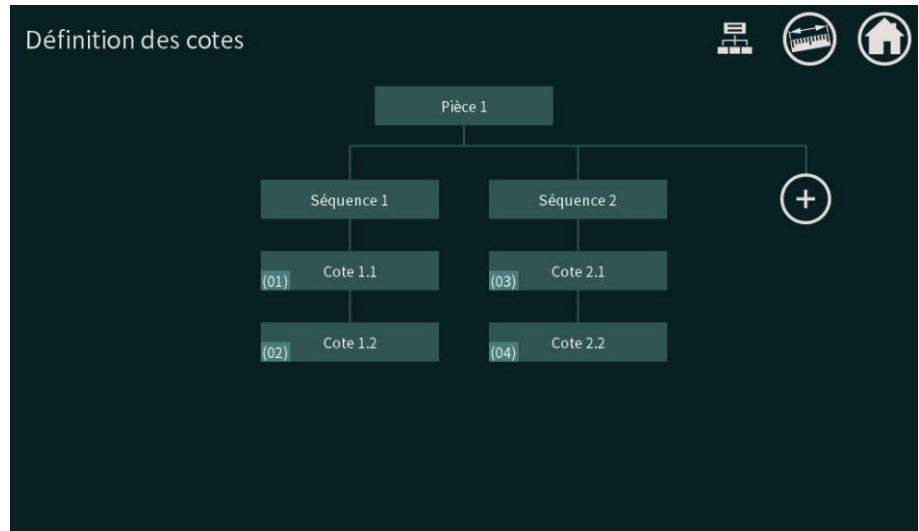 Définition des cotes
Pièce 1
Séquence 1
Séquence 2
+
(01) Cote 1.1
(03) Cote 2.1
(02) Cote 1.2
(04) Cote 2.2